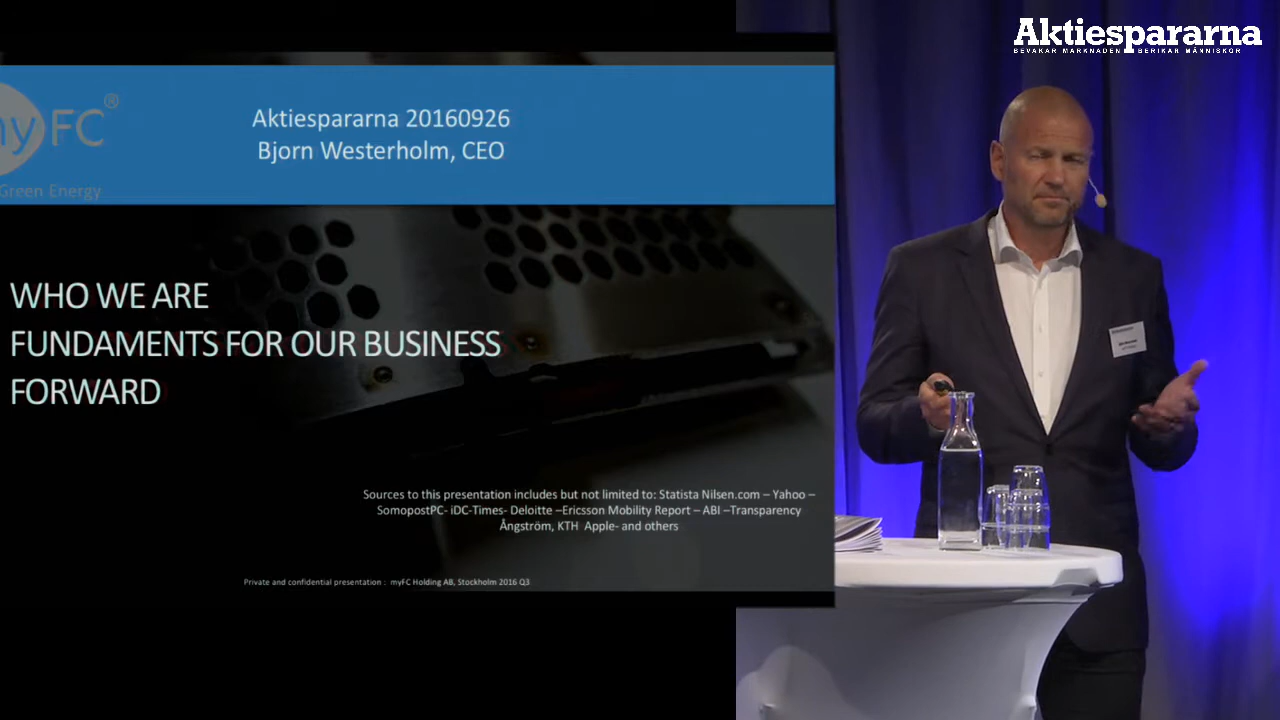 Aktiespararna
BEVAKAR MARKNADEN BERIKAR MÄNNISKOR
Aktiespararna 20160926
Bjorn Westerholm, CEO
myFC®
Green Energy
WHO WE ARE
FUNDAMENTS FOR OUR BUSINESS
FORWARD
Sources to this presentation includes but not limited to: Statista Nilsen.com – Yahoo –
SomopostPC- iDC-Times- Deloitte –Ericsson Mobility Report – ABI –Transparency
Ångström, KTH Apple- and others
Private and confidential presentation : myFC Holding AB, Stockholm 2016 Q3